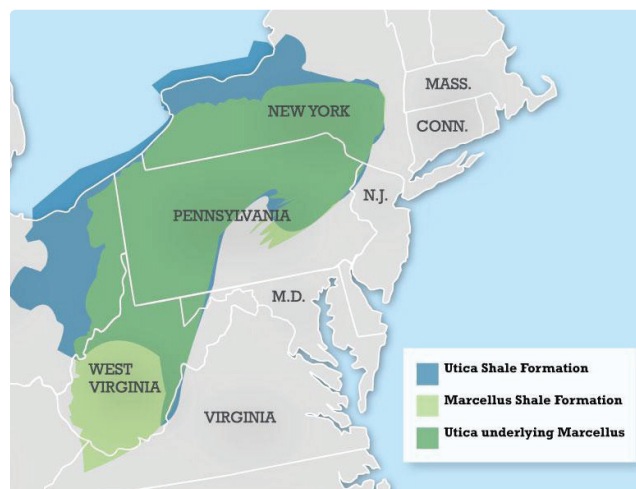 MASS.
NEW YORK
CONN.
N.J.
PENNSYLVANIA
M.D.
WEST
VIRGINIA
VIRGINIA
Utica Shale Formation
Marcellus Shale Formation
Utica underlying Marcellus